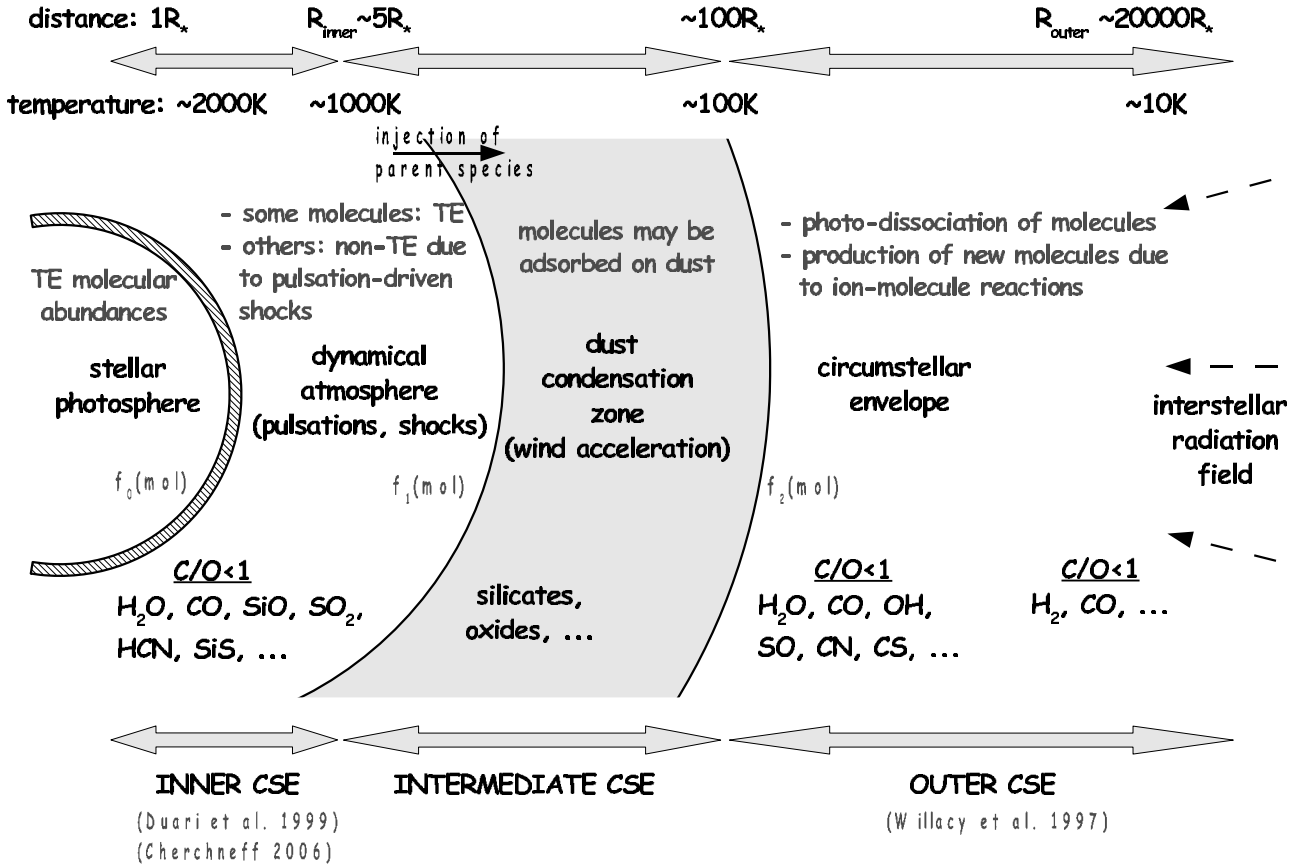 distance: 1R* R_inner ~5R* ~100R* R_outer ~20000R*
temperature: ~2000K ~1000K ~100K ~10K
injection of
parent species
- some molecules: TE
- others: non-TE due
to pulsation-driven
shocks
TE molecular
abundances
stellar
photosphere
dynamical
atmosphere
(pulsations, shocks)
molecules may be
adsorbed on dust
dust
condensation
zone
(wind acceleration)
- photo-dissociation of molecules
- production of new molecules due
to ion-molecule reactions
circumstellar
envelope
interstellar
radiation
field
f₀(mol)
f₁(mol)
f₂(mol)
C/O<1
H₂O, CO, SiO, SO₂,
HCN, SiS, ...
silicates,
oxides, ...
C/O<1
H₂O, CO, OH,
SO, CN, CS, ...
C/O<1
H₂, CO, ...
INNER CSE
(Duari et al. 1999)
(Cherchneff 2006)
INTERMEDIATE CSE
OUTER CSE
(Willacy et al. 1997)